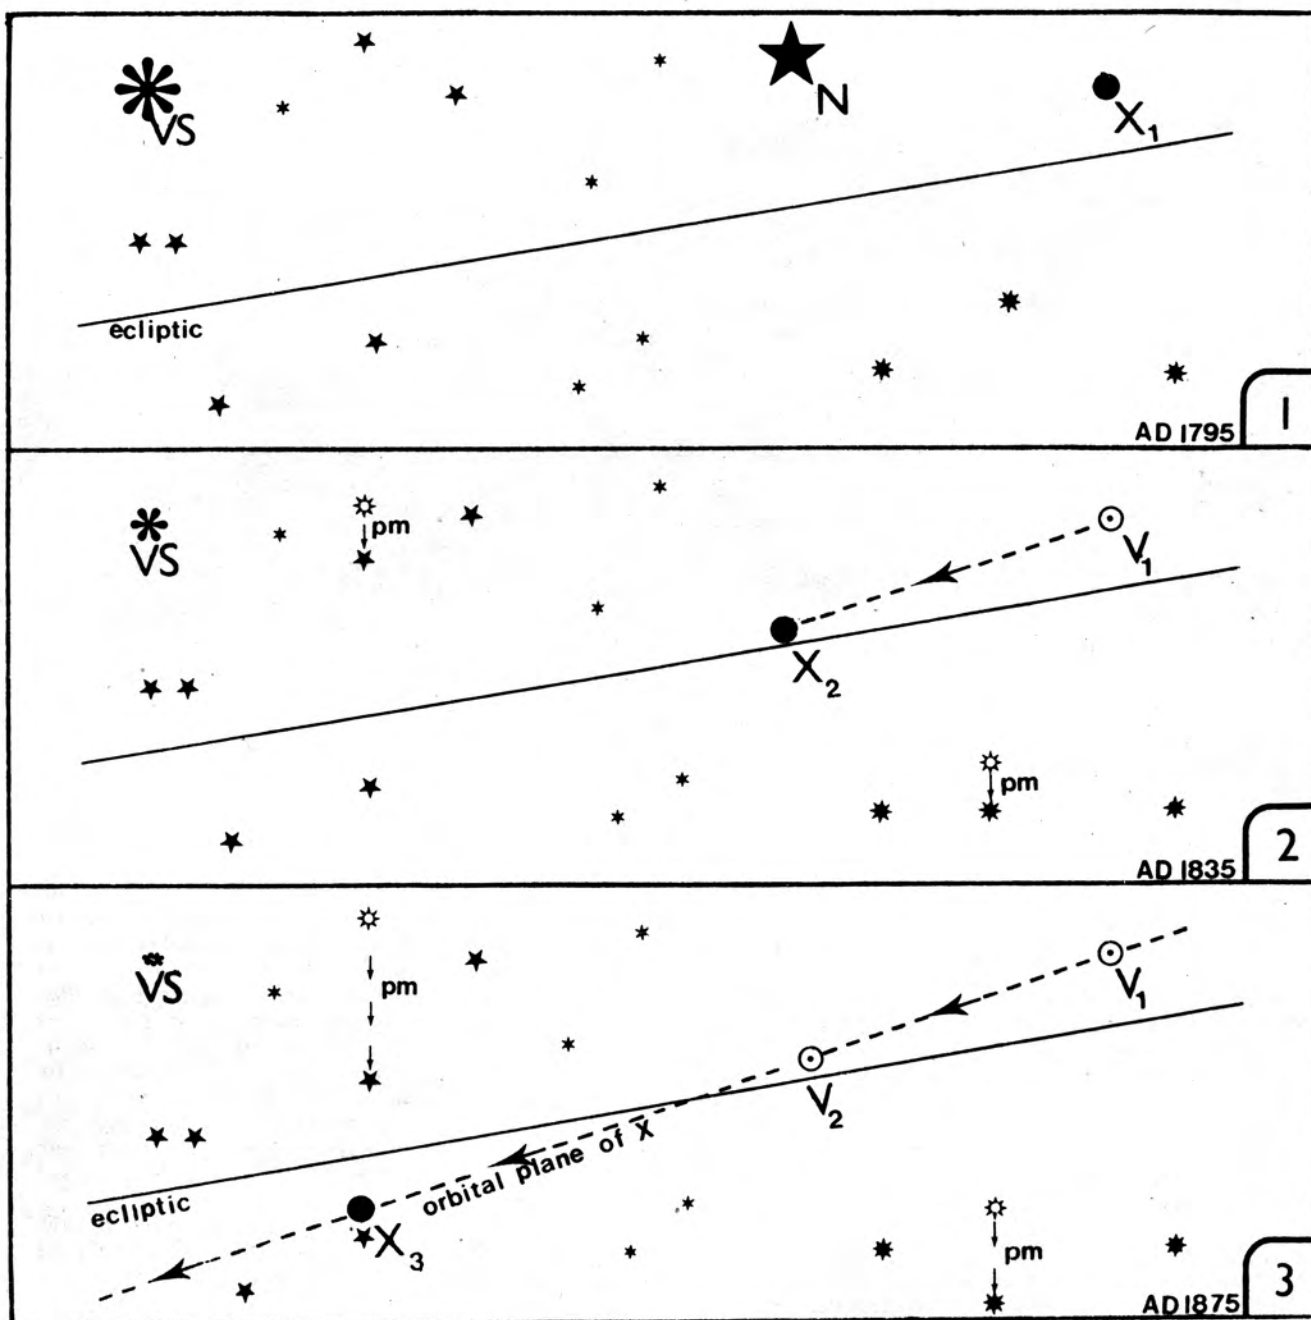 VS
N
X₁
ecliptic
AD 1795
1
VS
pm
V₁
X₂
pm
AD 1835
2
VS
pm
V₁
V₂
orbital plane of X
ecliptic
X₃
pm
AD 1875
3